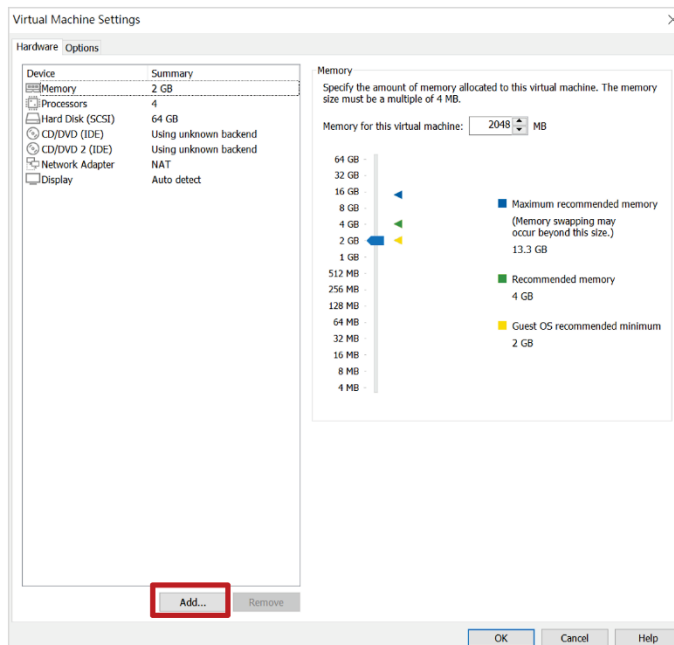 Virtual Machine Settings
Hardware Options
Device Summary
Memory 2 GB
Processors 4
Hard Disk (SCSI) 64 GB
CD/DVD (IDE) Using unknown backend
CD/DVD 2 (IDE) Using unknown backend
Network Adapter NAT
Display Auto detect
Add... Remove
Memory
Specify the amount of memory allocated to this virtual machine. The memory
size must be a multiple of 4 MB.
Memory for this virtual machine: 2048 MB
64 GB
32 GB
16 GB
8 GB
4 GB
2 GB
1 GB
512 MB
256 MB
128 MB
64 MB
32 MB
16 MB
8 MB
4 MB
Maximum recommended memory
(Memory swapping may
occur beyond this size.)
13.3 GB
Recommended memory
4 GB
Guest OS recommended minimum
2 GB
OK Cancel Help